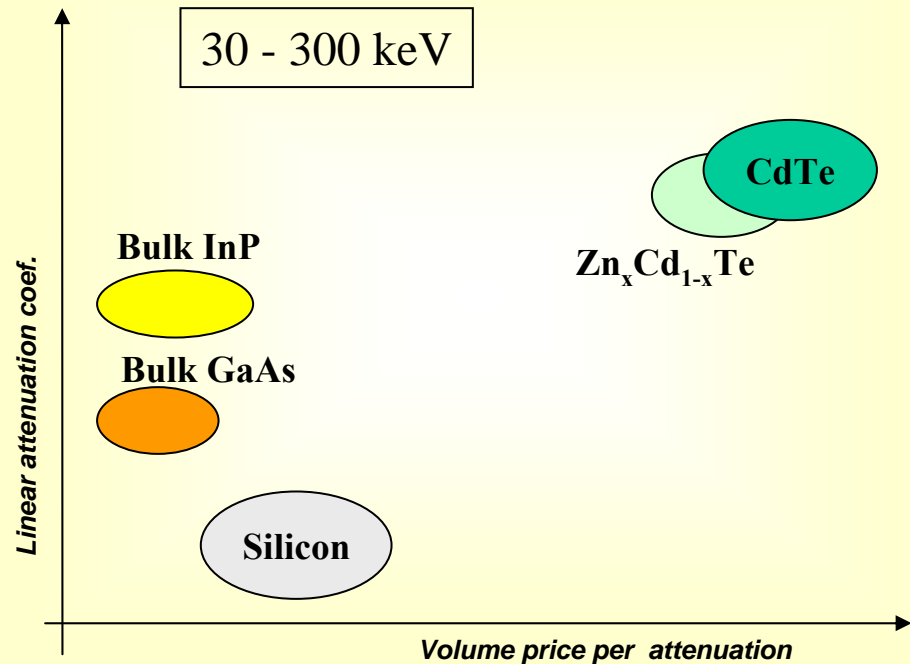 30 - 300 keV
CdTe
ZnₓCd₁₋ₓTe
Bulk InP
Bulk GaAs
Silicon
Linear attenuation coef.
Volume price per attenuation